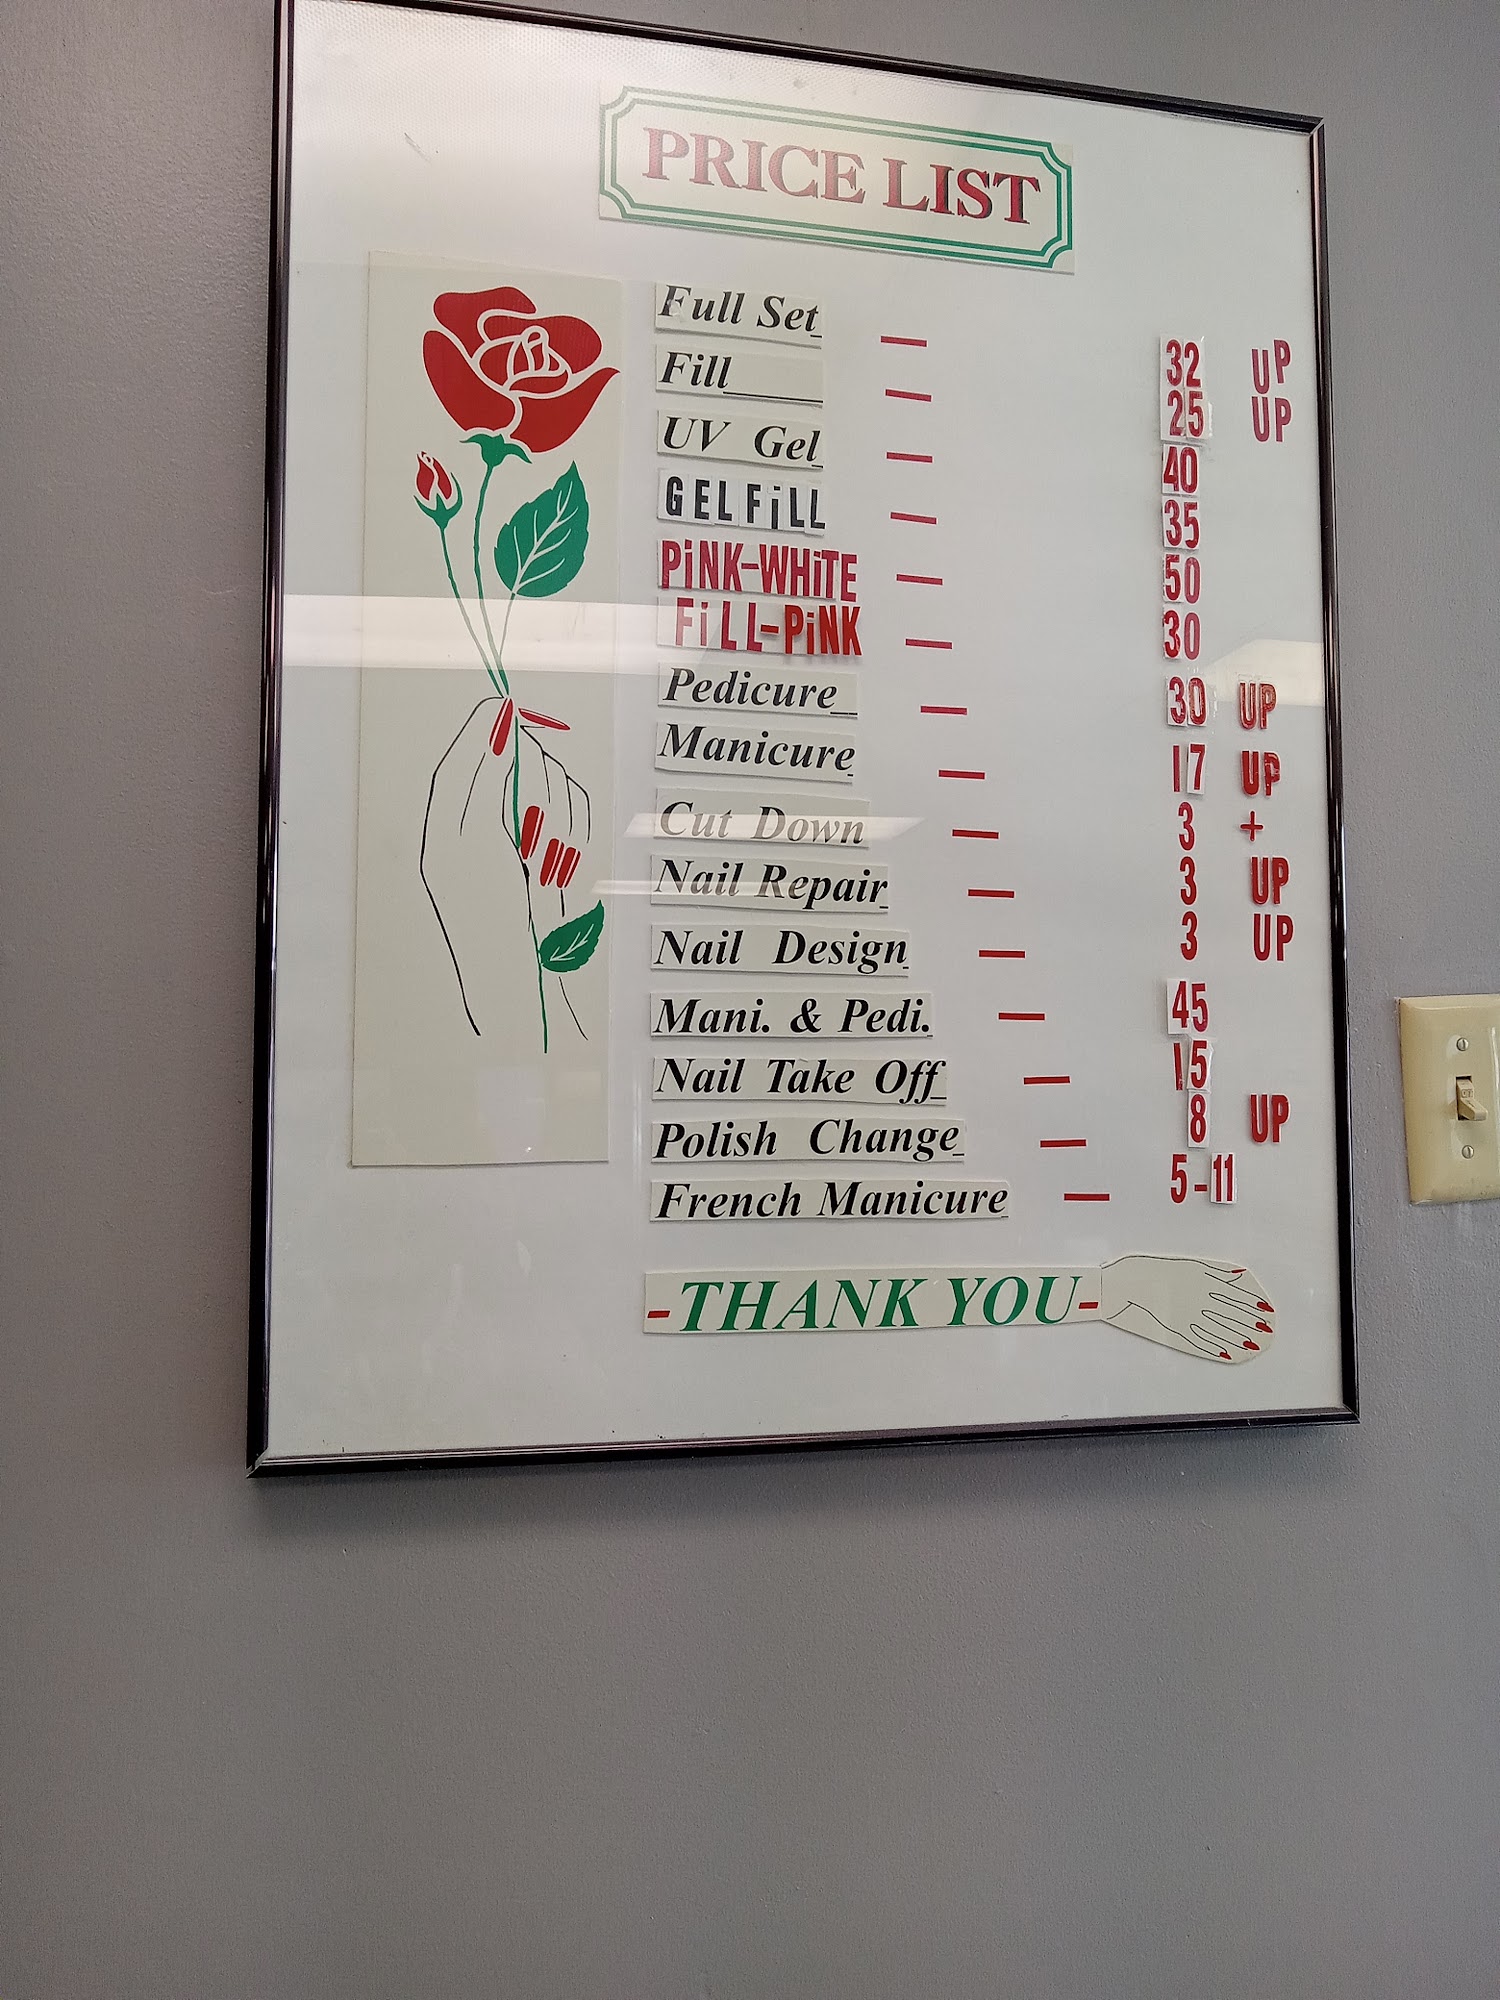 PRICE LIST
Full Set — 32 UP
Fill — 25 UP
UV Gel — 40
GELFiLL — 35
PiNK-WHiTE — 50
FiLL-PiNK — 30
Pedicure — 30 UP
Manicure — 17 UP
Cut Down — 3 +
Nail Repair — 3 UP
Nail Design — 3 UP
Mani. & Pedi. — 45
Nail Take Off — 15
Polish Change — 8 UP
French Manicure — 5-11
-THANK YOU-